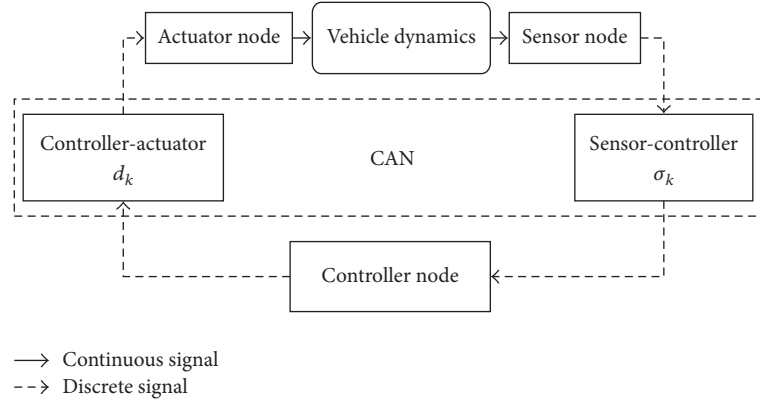 Actuator node
Vehicle dynamics
Sensor node
Controller-actuator
d_k
CAN
Sensor-controller
σ_k
Controller node
Continuous signal
Discrete signal